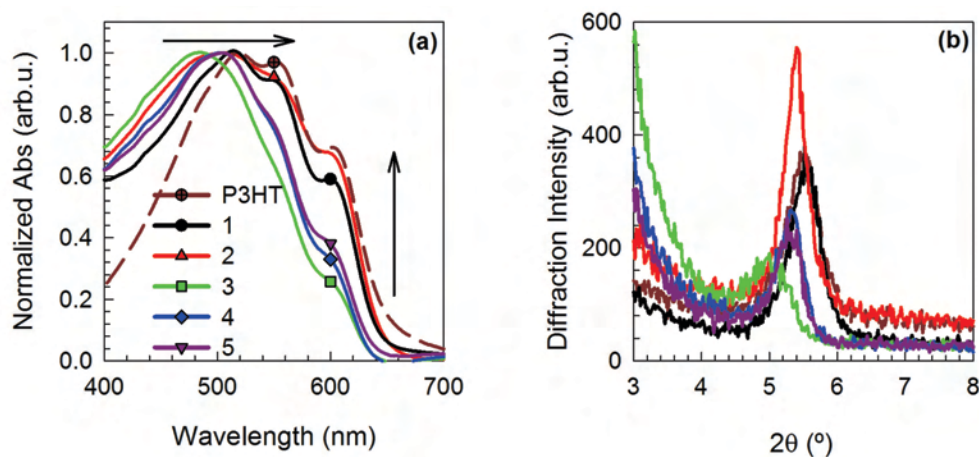 (a)
Normalized Abs (arb.u.)
1.0
0.8
0.6
0.4
0.2
0.0
P3HT
1
2
3
4
5
400 500 600 700
Wavelength (nm)
(b)
Diffraction Intensity (arb.u.)
600
400
200
0
3 4 5 6 7 8
2θ (º)